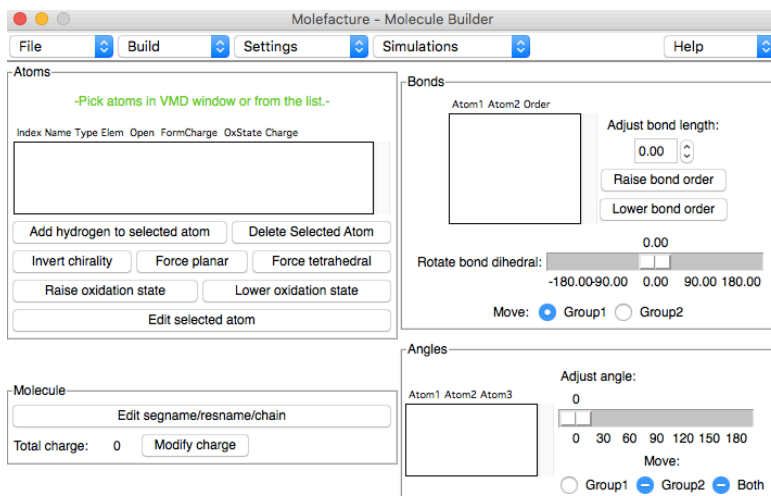 Molefacture - Molecule Builder
File Build Settings Simulations Help
Atoms
-Pick atoms in VMD window or from the list.-
Index Name Type Elem Open FormCharge OxState Charge
Add hydrogen to selected atom Delete Selected Atom
Invert chirality Force planar Force tetrahedral
Raise oxidation state Lower oxidation state
Edit selected atom
Molecule
Edit segname/resname/chain
Total charge: 0 Modify charge
Bonds
Atom1 Atom2 Order
Adjust bond length:
0.00
Raise bond order
Lower bond order
0.00
Rotate bond dihedral:
-180.00-90.00 0.00 90.00 180.00
Move: Group1 Group2
Angles
Adjust angle:
Atom1 Atom2 Atom3
0
0 30 60 90 120 150 180
Move:
Group1 Group2 Both